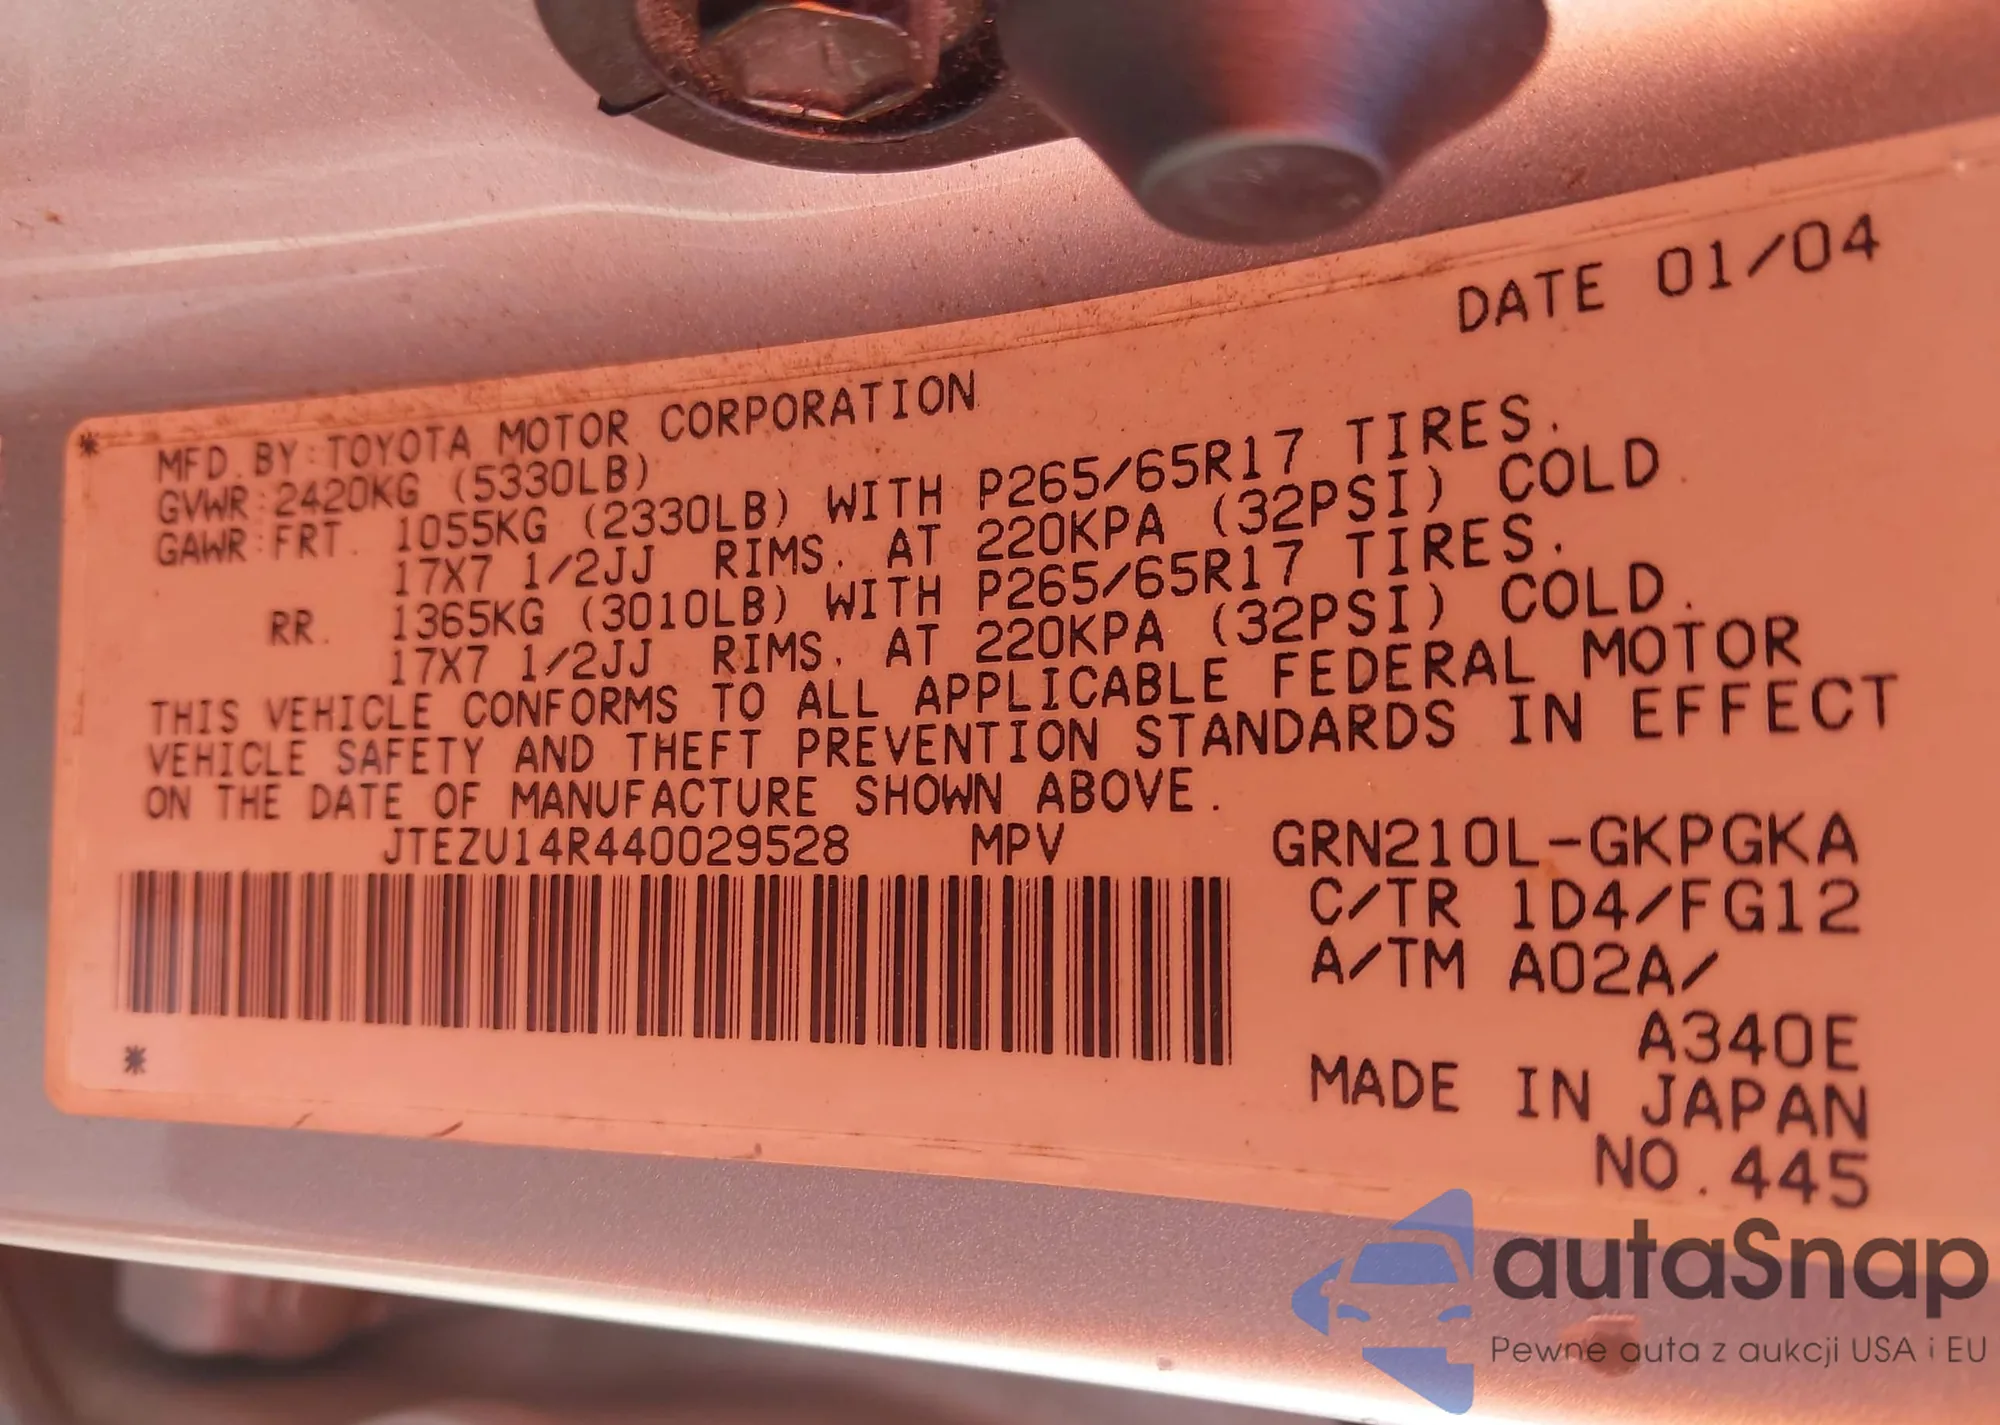 DATE 01/04
* MFD. BY: TOYOTA MOTOR CORPORATION
GVWR: 2420KG (5330LB)
GAWR: FRT. 1055KG (2330LB) WITH P265/65R17 TIRES.
17X7 1/2JJ RIMS. AT 220KPA (32PSI) COLD
RR. 1365KG (3010LB) WITH P265/65R17 TIRES.
17X7 1/2JJ RIMS. AT 220KPA (32PSI) COLD.
THIS VEHICLE CONFORMS TO ALL APPLICABLE FEDERAL MOTOR
VEHICLE SAFETY AND THEFT PREVENTION STANDARDS IN EFFECT
ON THE DATE OF MANUFACTURE SHOWN ABOVE.
JTEZU14R440029528 MPV GRN210L-GKPGKA
C/TR 1D4/FG12
A/TM A02A/
A340E
*
MADE IN JAPAN
NO.445
autaSnap
Pewne auta z aukcji USA i EU